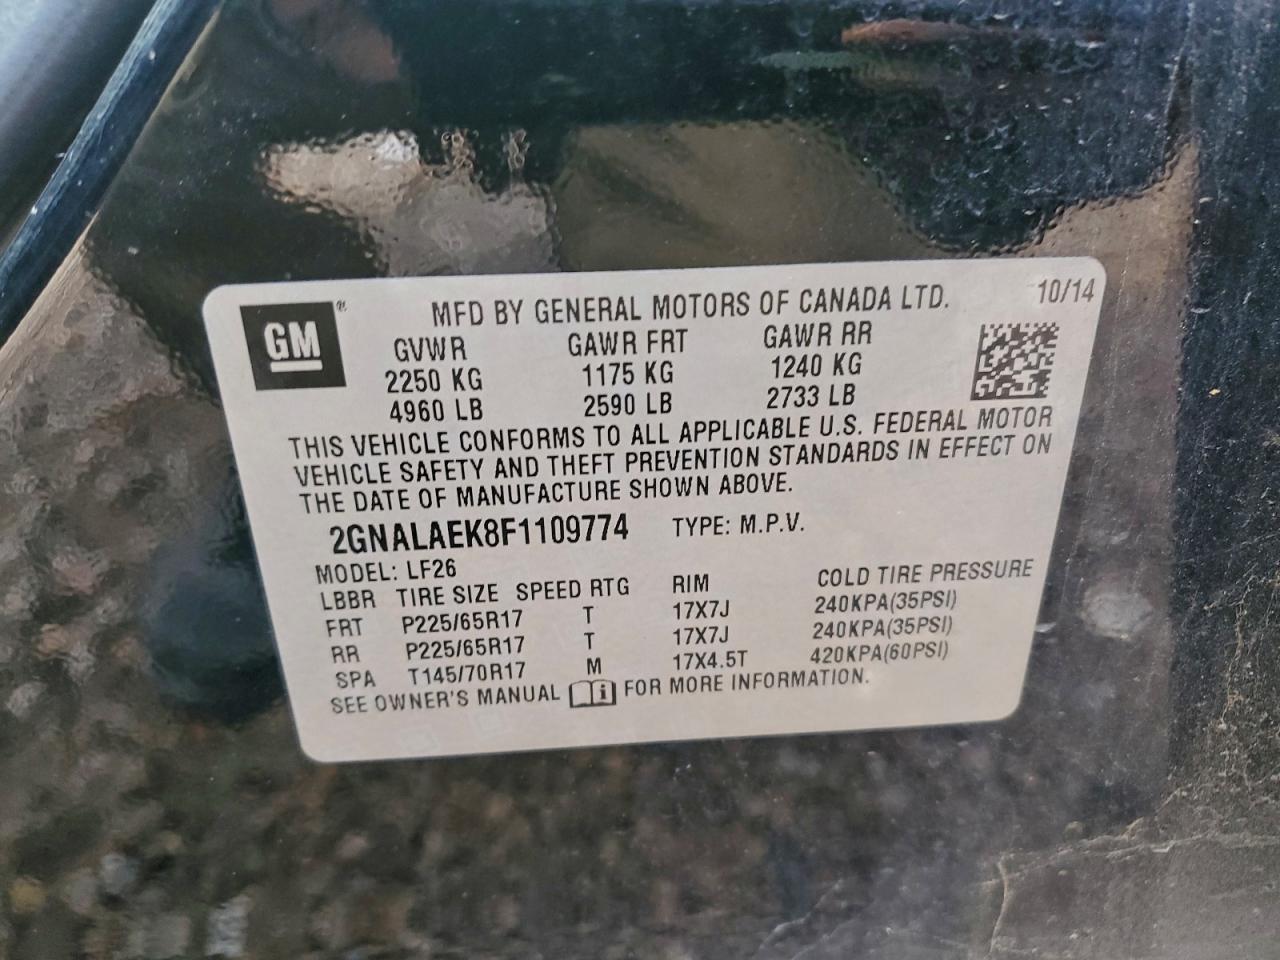 GM ®
MFD BY GENERAL MOTORS OF CANADA LTD. 10/14
GVWR GAWR FRT GAWR RR
2250 KG 1175 KG 1240 KG
4960 LB 2590 LB 2733 LB
THIS VEHICLE CONFORMS TO ALL APPLICABLE U.S. FEDERAL MOTOR
VEHICLE SAFETY AND THEFT PREVENTION STANDARDS IN EFFECT ON
THE DATE OF MANUFACTURE SHOWN ABOVE.
2GNALAEK8F1109774 TYPE: M.P.V.
MODEL: LF26
LBBR TIRE SIZE SPEED RTG RIM COLD TIRE PRESSURE
FRT P225/65R17 T 17X7J 240KPA(35PSI)
RR P225/65R17 T 17X7J 240KPA(35PSI)
SPA T145/70R17 M 17X4.5T 420KPA(60PSI)
SEE OWNER'S MANUAL i FOR MORE INFORMATION.